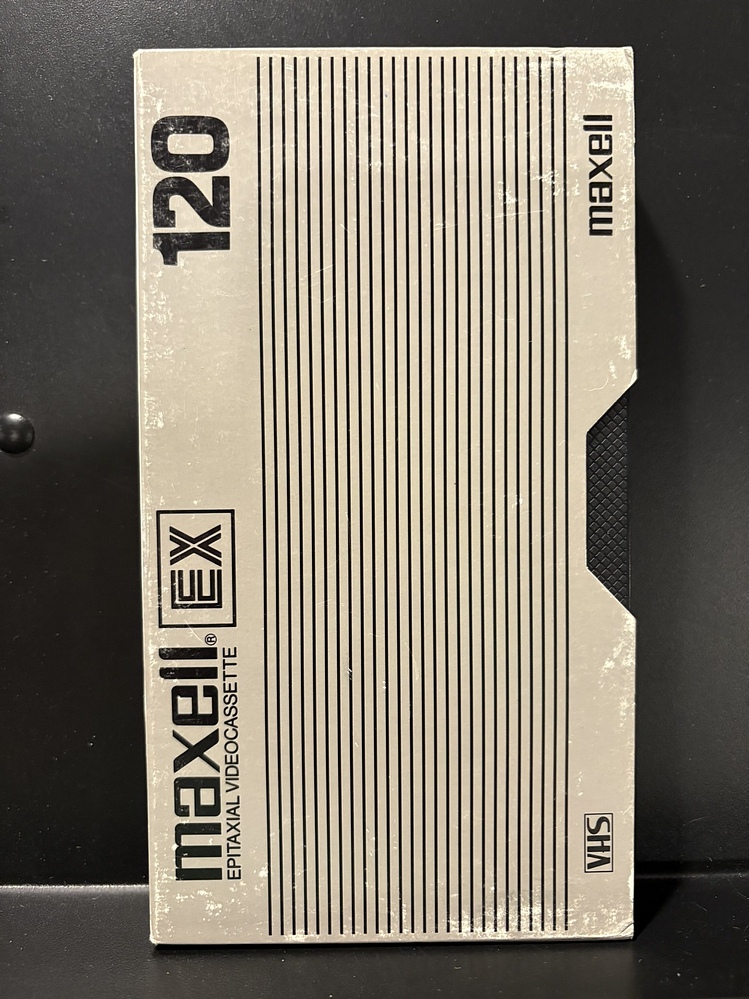 maxell® EX 120
EPITAXIAL VIDEOCASSETTE
VHS maxell